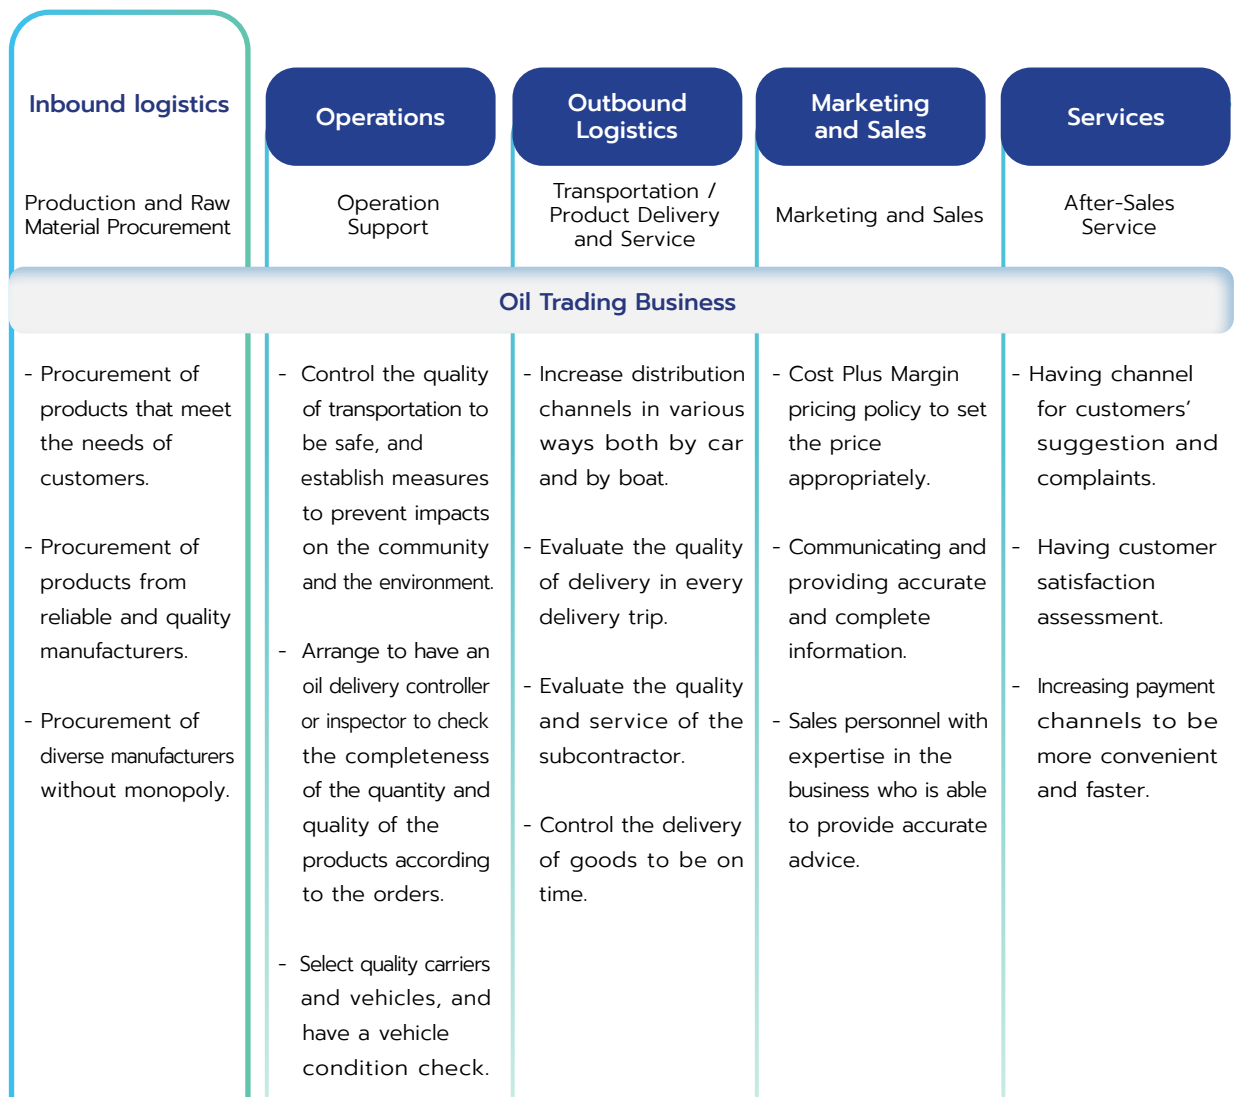 Inbound logistics
Production and Raw
Material Procurement
Operations
Operation
Support
Outbound
Logistics
Transportation /
Product Delivery
and Service
Marketing
and Sales
Marketing and Sales
Services
After-Sales
Service
Oil Trading Business
- Procurement of
products that meet
the needs of
customers.
- Procurement of
products from
reliable and quality
manufacturers.
- Procurement of
diverse manufacturers
without monopoly.
- Control the quality
of transportation to
be safe, and
establish measures
to prevent impacts
on the community
and the environment.
- Arrange to have an
oil delivery controller
or inspector to check
the completeness
of the quantity and
quality of the
products according
to the orders.
- Select quality carriers
and vehicles, and
have a vehicle
condition check.
- Increase distribution
channels in various
ways both by car
and by boat.
- Evaluate the quality
of delivery in every
delivery trip.
- Evaluate the quality
and service of the
subcontractor.
- Control the delivery
of goods to be on
time.
- Cost Plus Margin
pricing policy to set
the price
appropriately.
- Communicating and
providing accurate
and complete
information.
- Sales personnel with
expertise in the
business who is able
to provide accurate
advice.
- Having channel
for customers’
suggestion and
complaints.
- Having customer
satisfaction
assessment.
- Increasing payment
channels to be
more convenient
and faster.